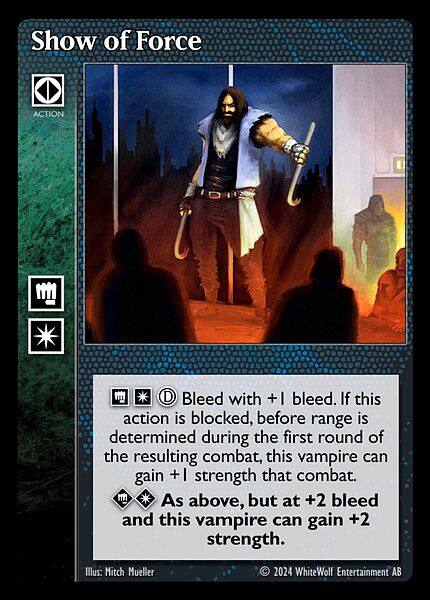 Show of Force
ACTION
D Bleed with +1 bleed. If this
action is blocked, before range is
determined during the first round of
the resulting combat, this vampire can
gain +1 strength that combat.
As above, but at +2 bleed
and this vampire can gain +2
strength.
Illus: Mitch Mueller © 2024 WhiteWolf Entertainment AB